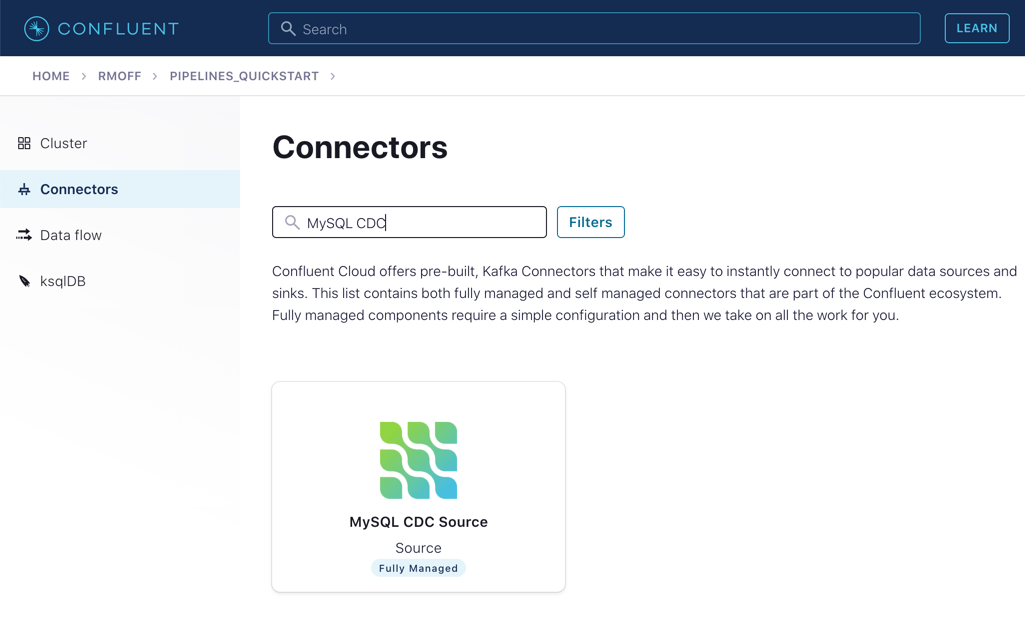 CONFLUENT
Search
LEARN
HOME > RMOFF > PIPELINES_QUICKSTART >
Cluster
Connectors
Data flow
ksqlDB
Connectors
MySQL CDC
Filters
Confluent Cloud offers pre-built, Kafka Connectors that make it easy to instantly connect to popular data sources and
sinks. This list contains both fully managed and self managed connectors that are part of the Confluent ecosystem.
Fully managed components require a simple configuration and then we take on all the work for you.
MySQL CDC Source
Source
Fully Managed